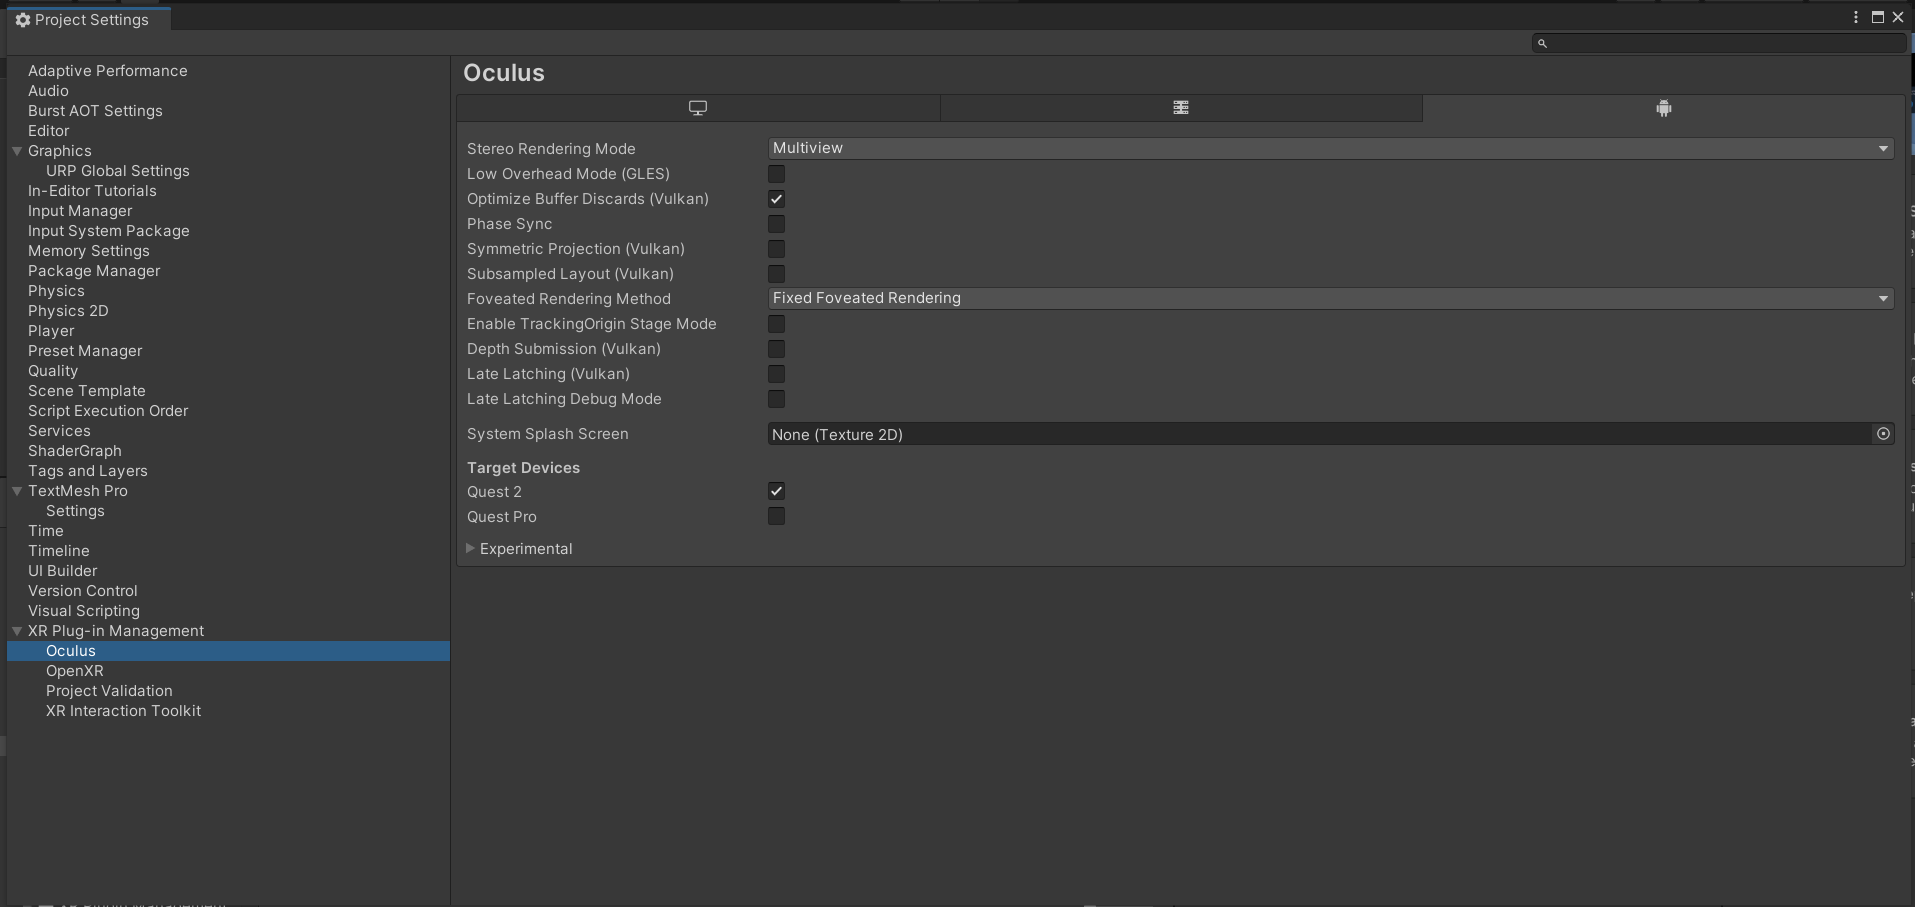 Project Settings
Adaptive Performance
Audio
Burst AOT Settings
Editor
Graphics
URP Global Settings
In-Editor Tutorials
Input Manager
Input System Package
Memory Settings
Package Manager
Physics
Physics 2D
Player
Preset Manager
Quality
Scene Template
Script Execution Order
Services
ShaderGraph
Tags and Layers
TextMesh Pro
Settings
Time
Timeline
UI Builder
Version Control
Visual Scripting
XR Plug-in Management
Oculus
OpenXR
Project Validation
XR Interaction Toolkit
Oculus
Stereo Rendering Mode Multiview
Low Overhead Mode (GLES)
Optimize Buffer Discards (Vulkan)
Phase Sync
Symmetric Projection (Vulkan)
Subsampled Layout (Vulkan)
Foveated Rendering Method Fixed Foveated Rendering
Enable TrackingOrigin Stage Mode
Depth Submission (Vulkan)
Late Latching (Vulkan)
Late Latching Debug Mode
System Splash Screen None (Texture 2D)
Target Devices
Quest 2
Quest Pro
Experimental